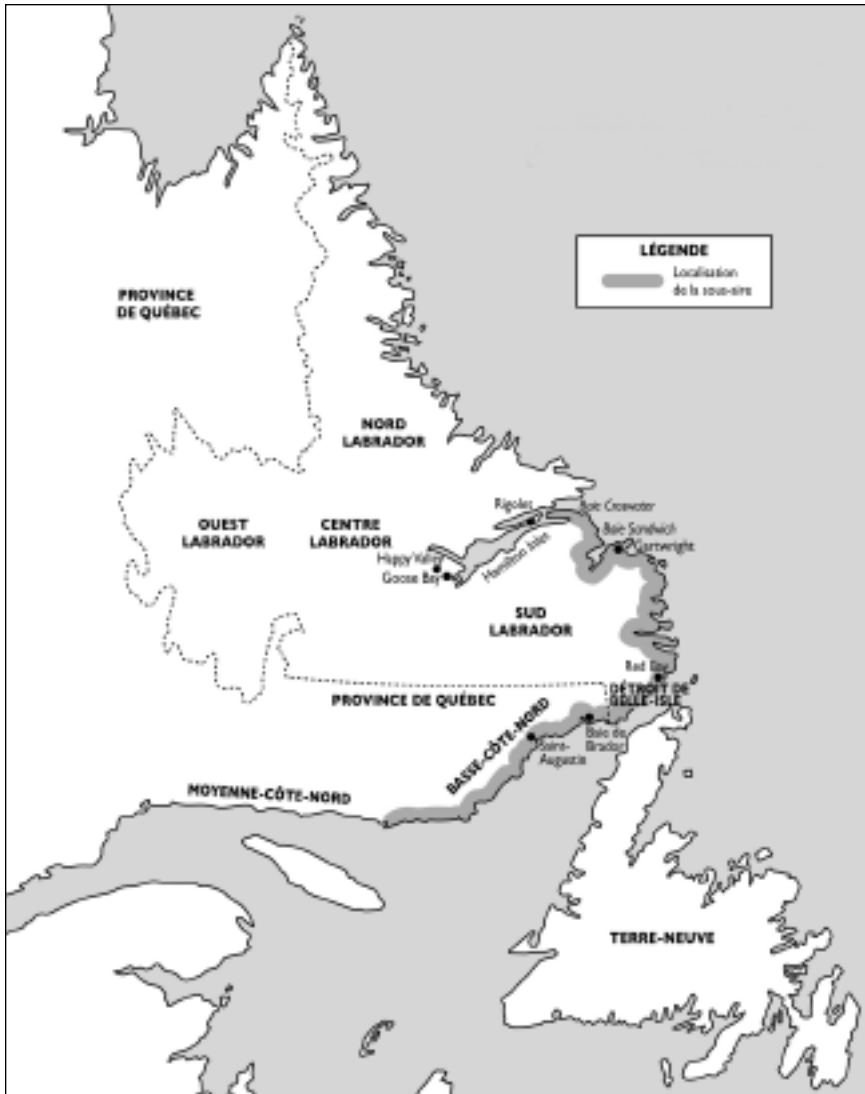 LÉGENDE
Localisation
de la sous-aire
PROVINCE
DE QUÉBEC
NORD
LABRADOR
OUEST
LABRADOR
CENTRE
LABRADOR
Rigolet
Baie Groswater
Baie Sandwich
Cartwright
Hamilton Inlet
Happy Valley
Goose Bay
SUD
LABRADOR
Red Bay
PROVINCE DE QUÉBEC
DÉTROIT DE
BELLE-ISLE
BASSE-CÔTE-NORD
Baie de
Brador
Saint-
Augustin
MOYENNE-CÔTE-NORD
TERRE-NEUVE